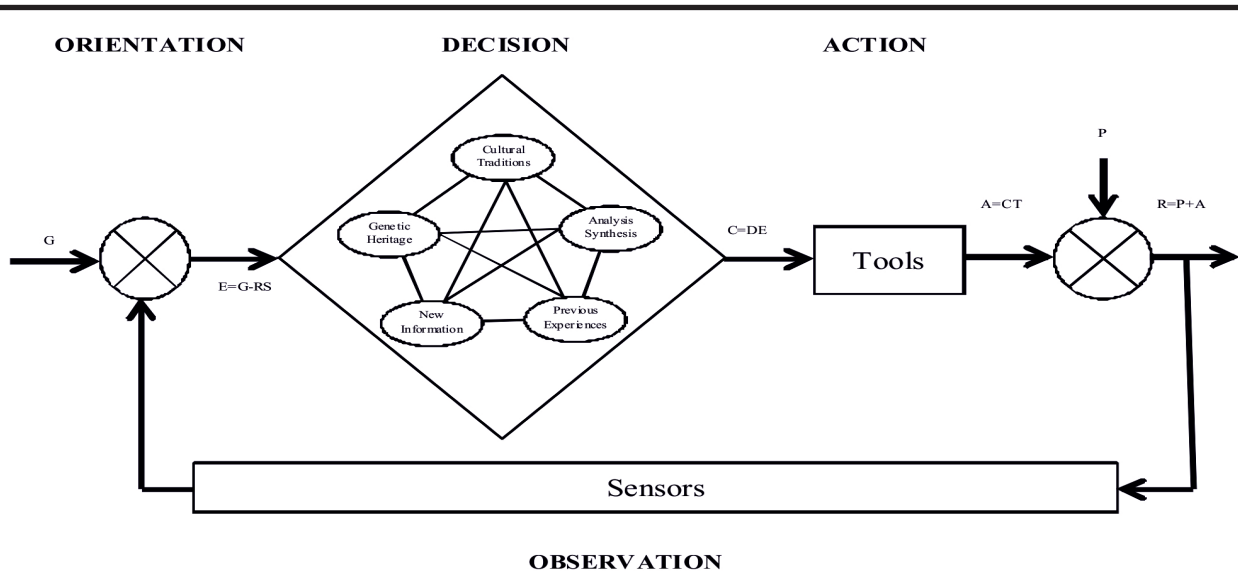 ORIENTATION
DECISION
ACTION
Cultural
Traditions
Genetic
Heritage
Analysis
Synthesis
New
Information
Previous
Experiences
G
E=G-RS
C=DE
Tools
A=CT
P
R=P+A
Sensors
OBSERVATION